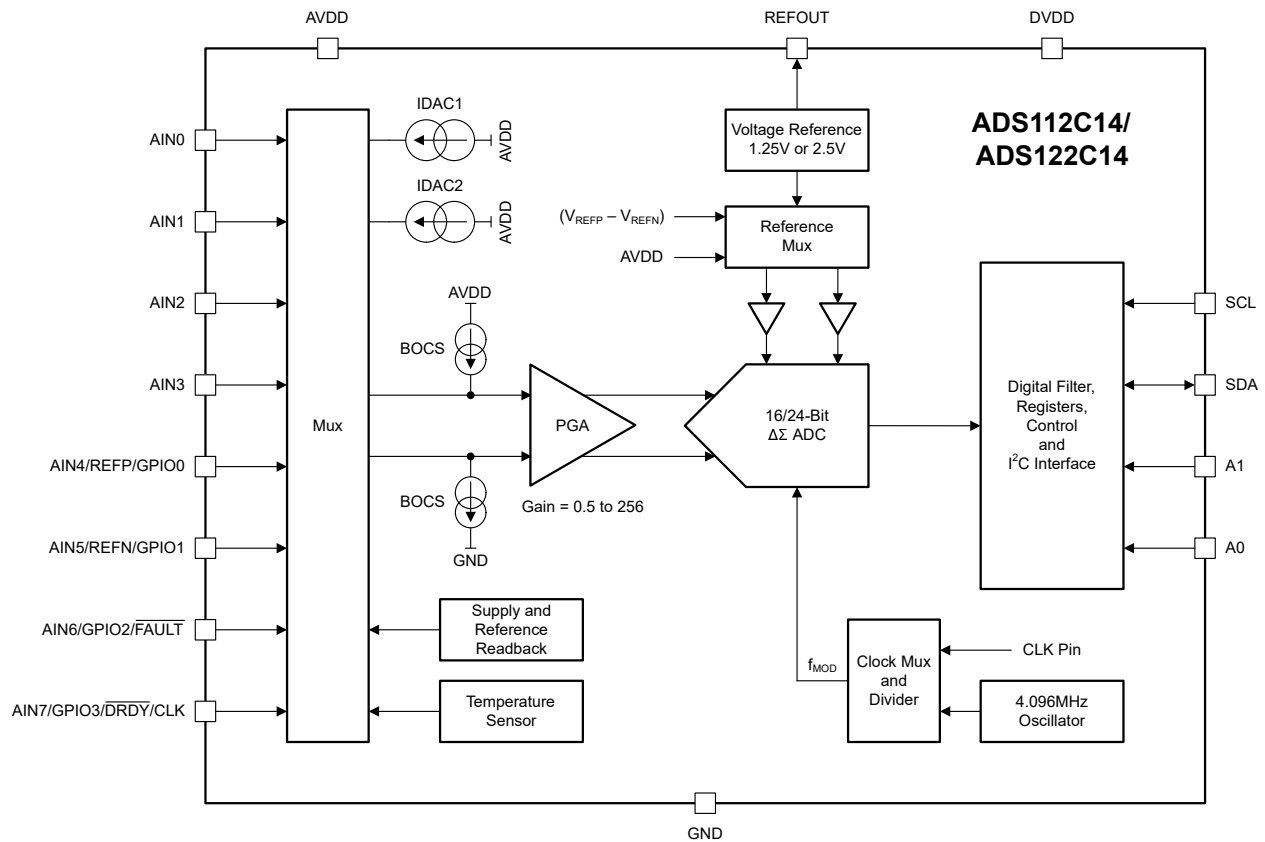 AVDD
REFOUT
DVDD
IDAC1
AVDD
IDAC2
AVDD
Voltage Reference
1.25V or 2.5V
ADS112C14/
ADS122C14
AIN0
AIN1
AIN2
AIN3
AIN4/REFP/GPIO0
AIN5/REFN/GPIO1
AIN6/GPIO2/FAULT
AIN7/GPIO3/DRDY/CLK
Mux
(VREFP – VREFN)
AVDD
Reference
Mux
AVDD
BOCS
BOCS
GND
PGA
Gain = 0.5 to 256
16/24-Bit
ΔΣ ADC
Digital Filter,
Registers,
Control
and
I²C Interface
SCL
SDA
A1
A0
Supply and
Reference
Readback
Temperature
Sensor
fMOD
Clock Mux
and
Divider
CLK Pin
4.096MHz
Oscillator
GND